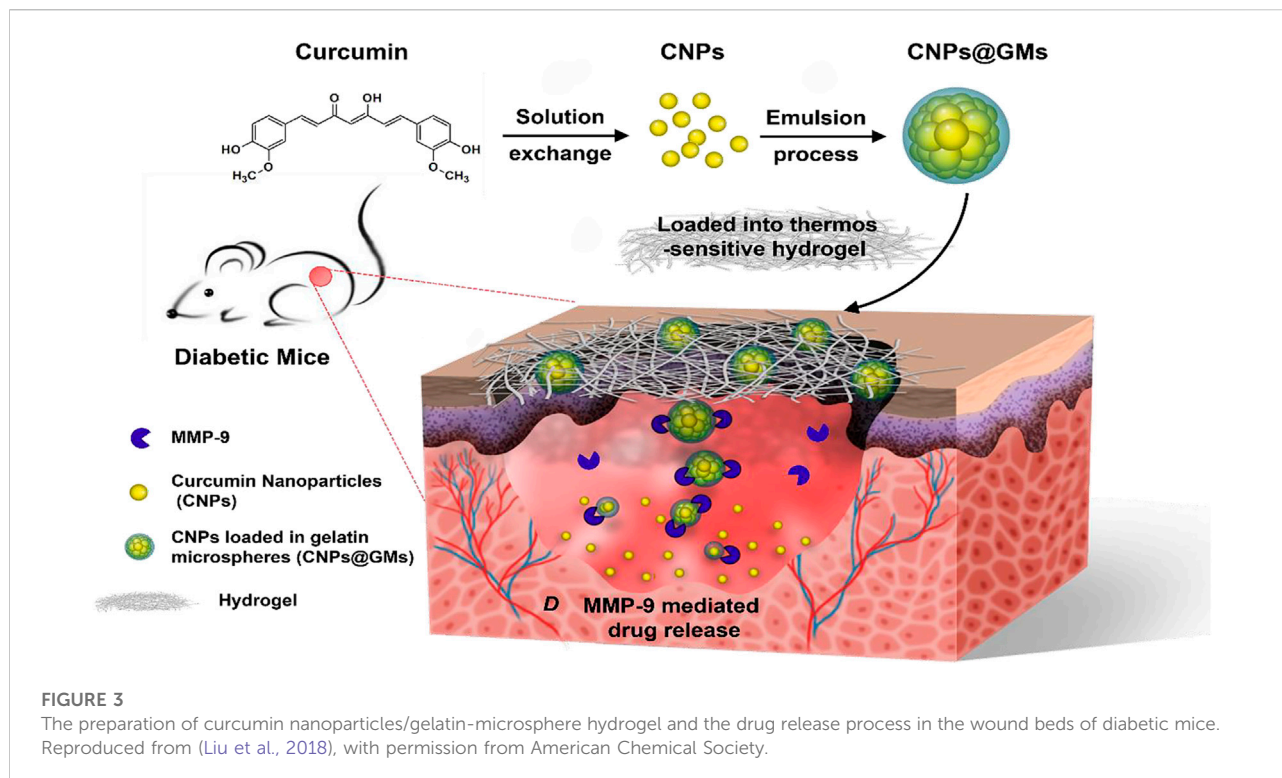 Curcumin
CNPs
CNPs@GMs
O
OH
HO
H₃C
O
OH
O
CH₃
Solution
exchange
Emulsion
process
Loaded into thermos
-sensitive hydrogel
Diabetic Mice
MMP-9
Curcumin Nanoparticles
(CNPs)
CNPs loaded in gelatin
microspheres (CNPs@GMs)
Hydrogel
D MMP-9 mediated
drug release
FIGURE 3
The preparation of curcumin nanoparticles/gelatin-microsphere hydrogel and the drug release process in the wound beds of diabetic mice.
Reproduced from (Liu et al., 2018), with permission from American Chemical Society.